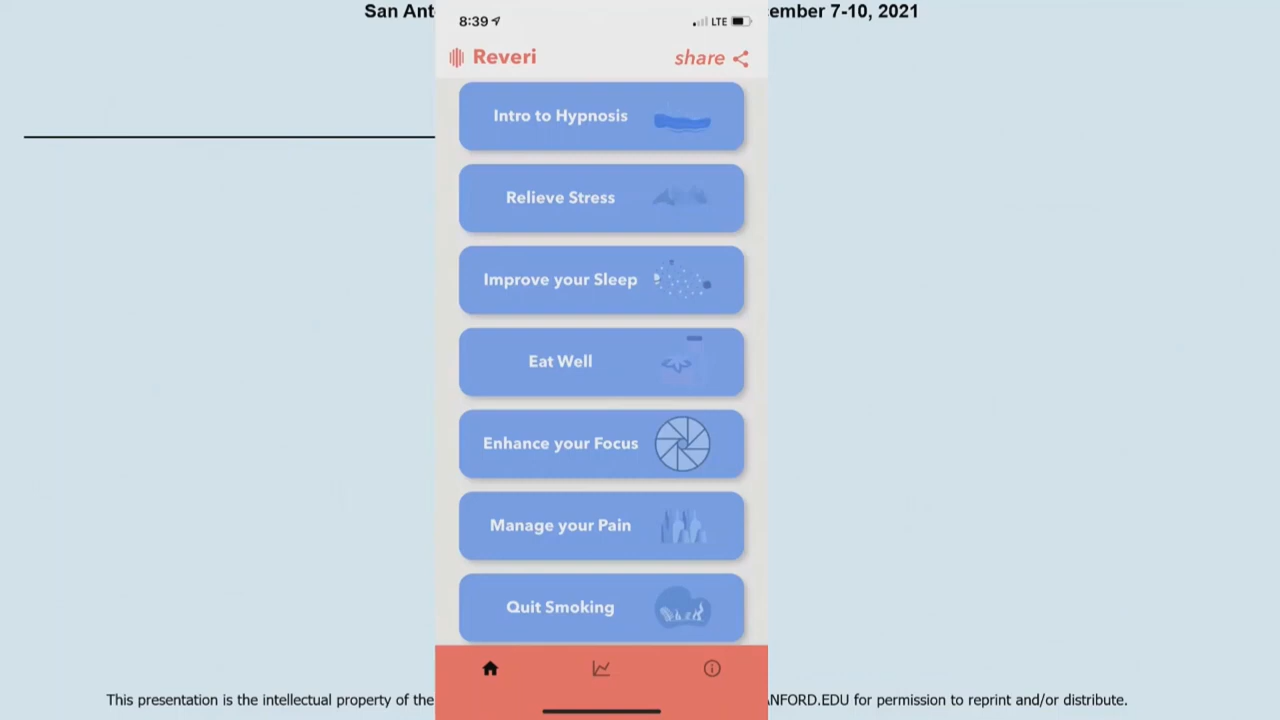 San Ant
ember 7-10, 2021
8:39
LTE
Reveri
share
Intro to Hypnosis
Relieve Stress
Improve your Sleep
Eat Well
Enhance your Focus
Manage your Pain
Quit Smoking
This presentation is the intellectual property of the
NFORD.EDU for permission to reprint and/or distribute.